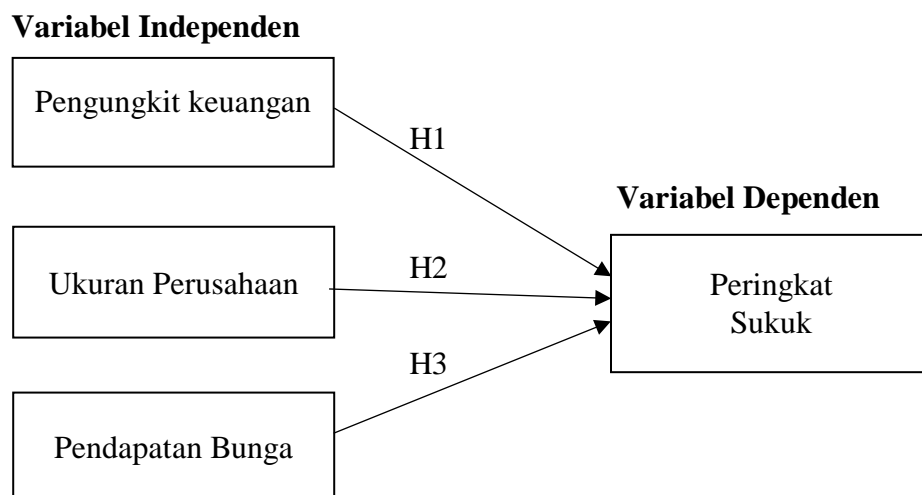 Variabel Independen
Pengungkit keuangan
H1
Variabel Dependen
Ukuran Perusahaan
H2
Peringkat
Sukuk
H3
Pendapatan Bunga